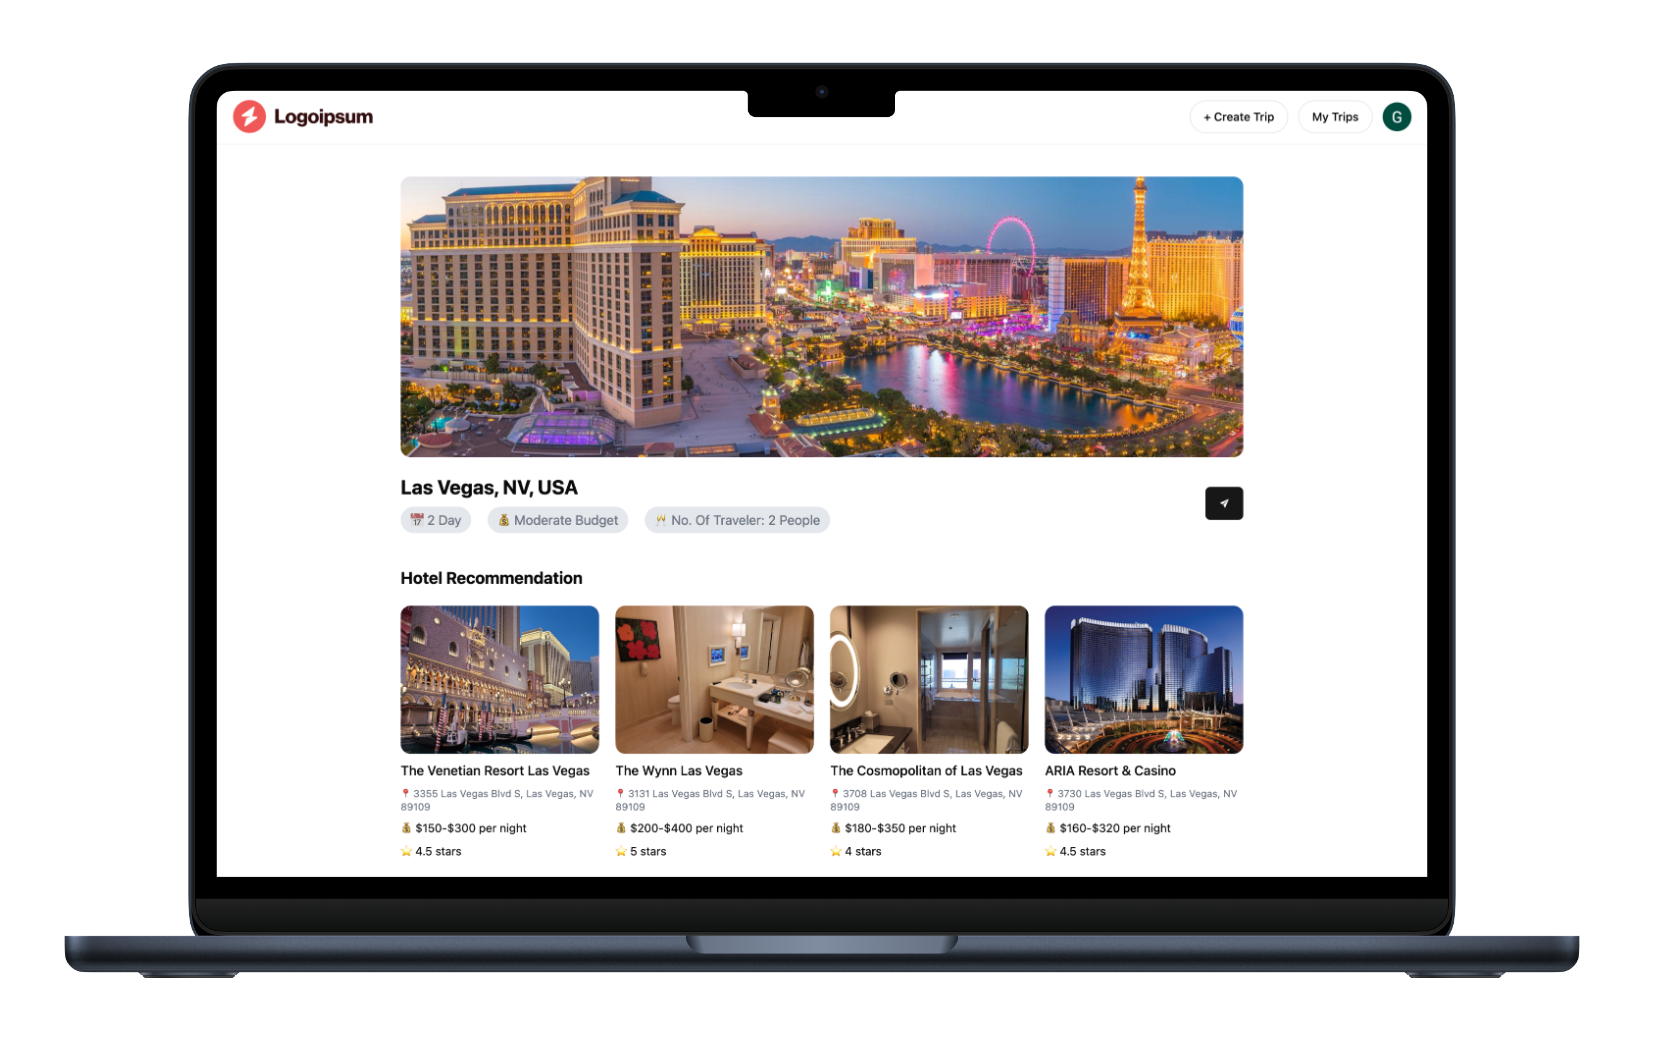 Logoipsum
+ Create Trip
My Trips
G
Las Vegas, NV, USA
📅 2 Day
💰 Moderate Budget
🥂 No. Of Traveler: 2 People
Hotel Recommendation
The Venetian Resort Las Vegas
📍 3355 Las Vegas Blvd S, Las Vegas, NV
89109
💰 $150-$300 per night
⭐ 4.5 stars
The Wynn Las Vegas
📍 3131 Las Vegas Blvd S, Las Vegas, NV
89109
💰 $200-$400 per night
⭐ 5 stars
The Cosmopolitan of Las Vegas
📍 3708 Las Vegas Blvd S, Las Vegas, NV
89109
💰 $180-$350 per night
⭐ 4 stars
ARIA Resort & Casino
📍 3730 Las Vegas Blvd S, Las Vegas, NV
89109
💰 $160-$320 per night
⭐ 4.5 stars